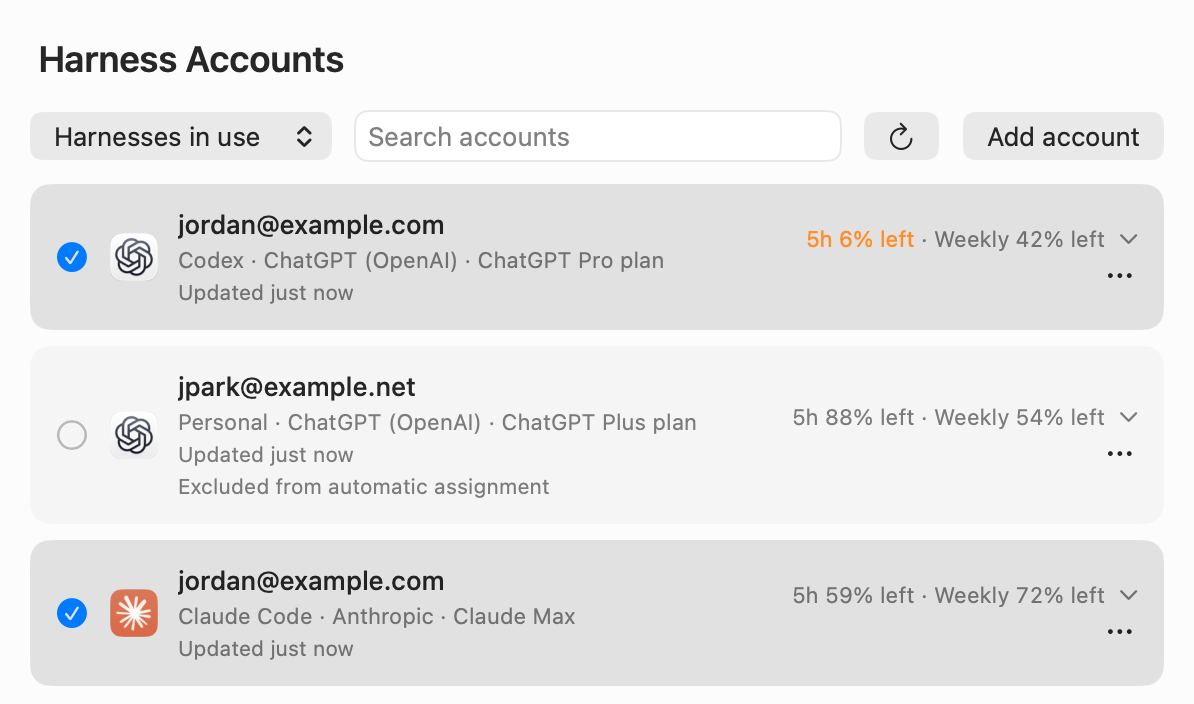 Harness Accounts
Harnesses in use
Search accounts
Add account
jordan@example.com
5h 6% left · Weekly 42% left
Codex · ChatGPT (OpenAI) · ChatGPT Pro plan
Updated just now
jpark@example.net
5h 88% left · Weekly 54% left
Personal · ChatGPT (OpenAI) · ChatGPT Plus plan
Updated just now
Excluded from automatic assignment
jordan@example.com
5h 59% left · Weekly 72% left
Claude Code · Anthropic · Claude Max
Updated just now